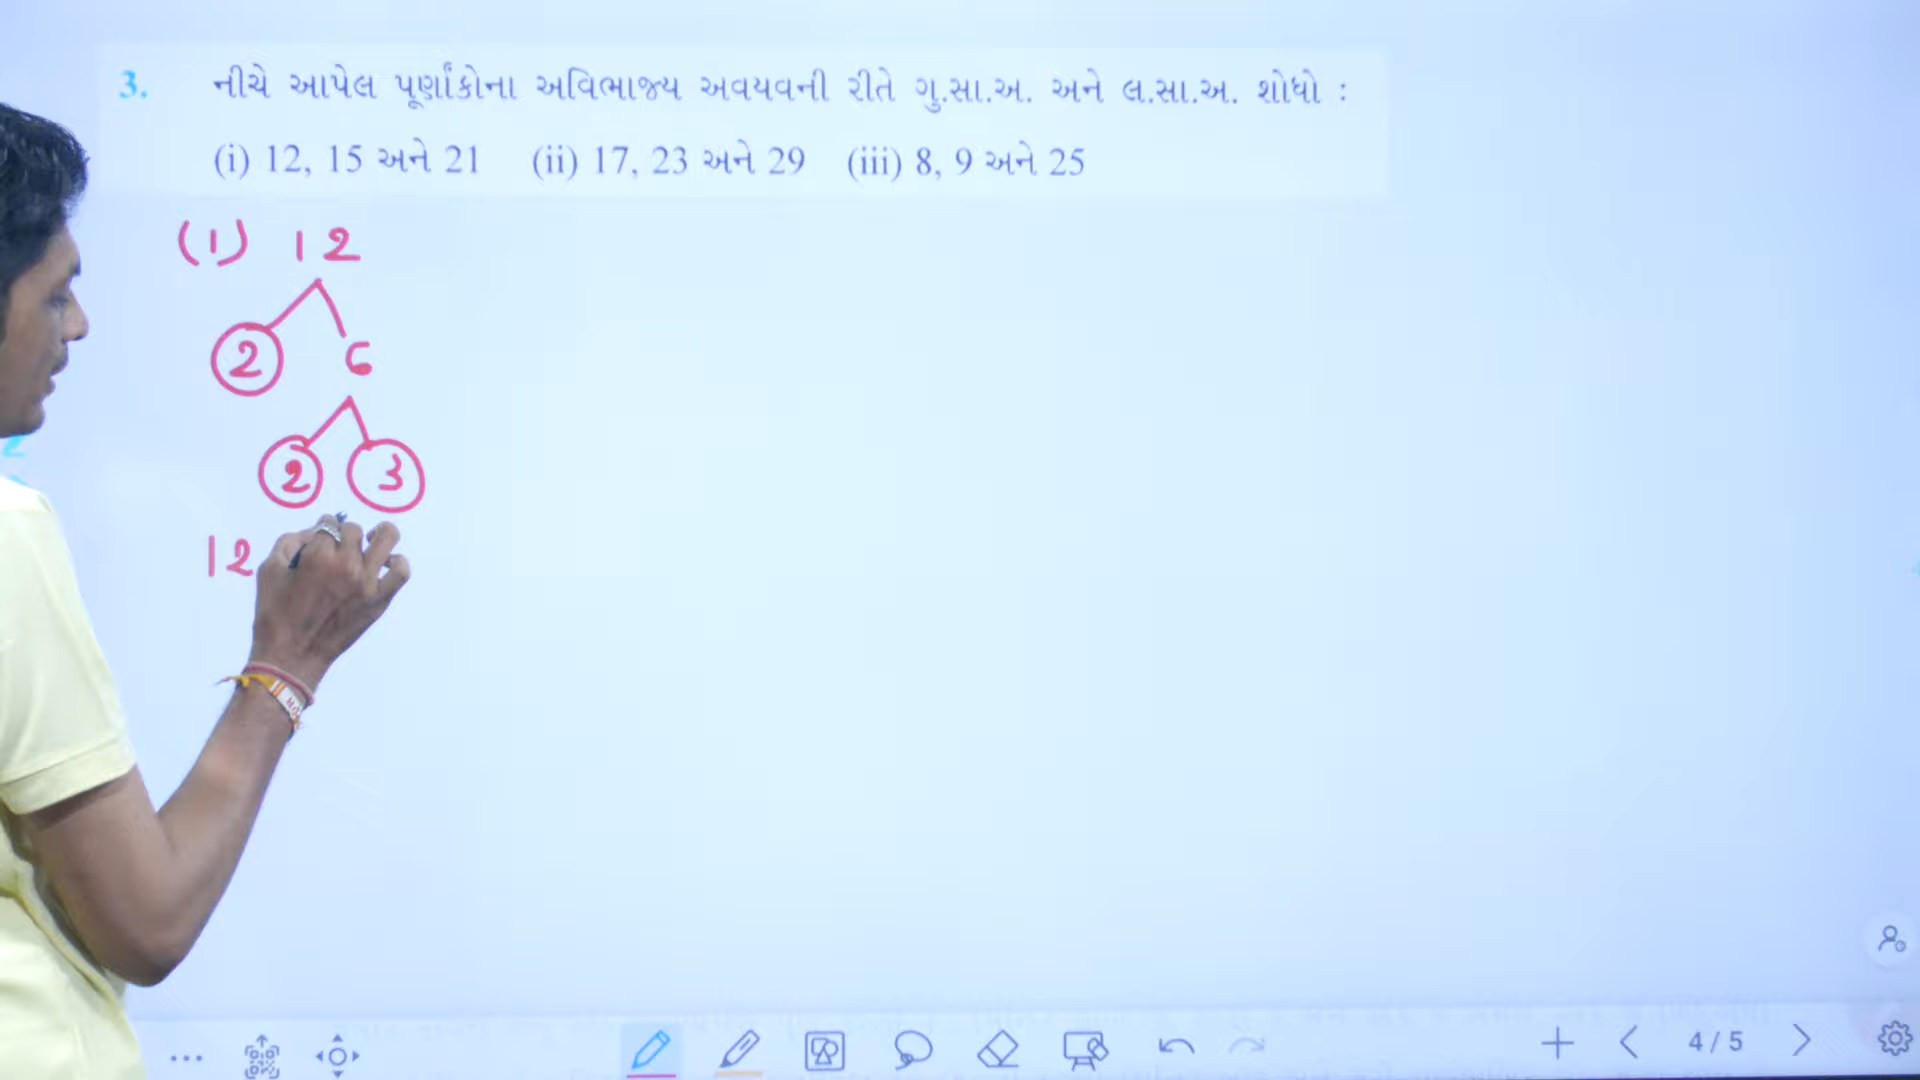 3. નીચે આપેલ પૂર્ણાંકોના અવિભાજ્ય અવયવની રીતે ગુ.સા.અ. અને લ.સા.અ. શોધો :
(i) 12, 15 અને 21 (ii) 17, 23 અને 29 (iii) 8, 9 અને 25
(1) 12
2 6
2 3
12
4 / 5